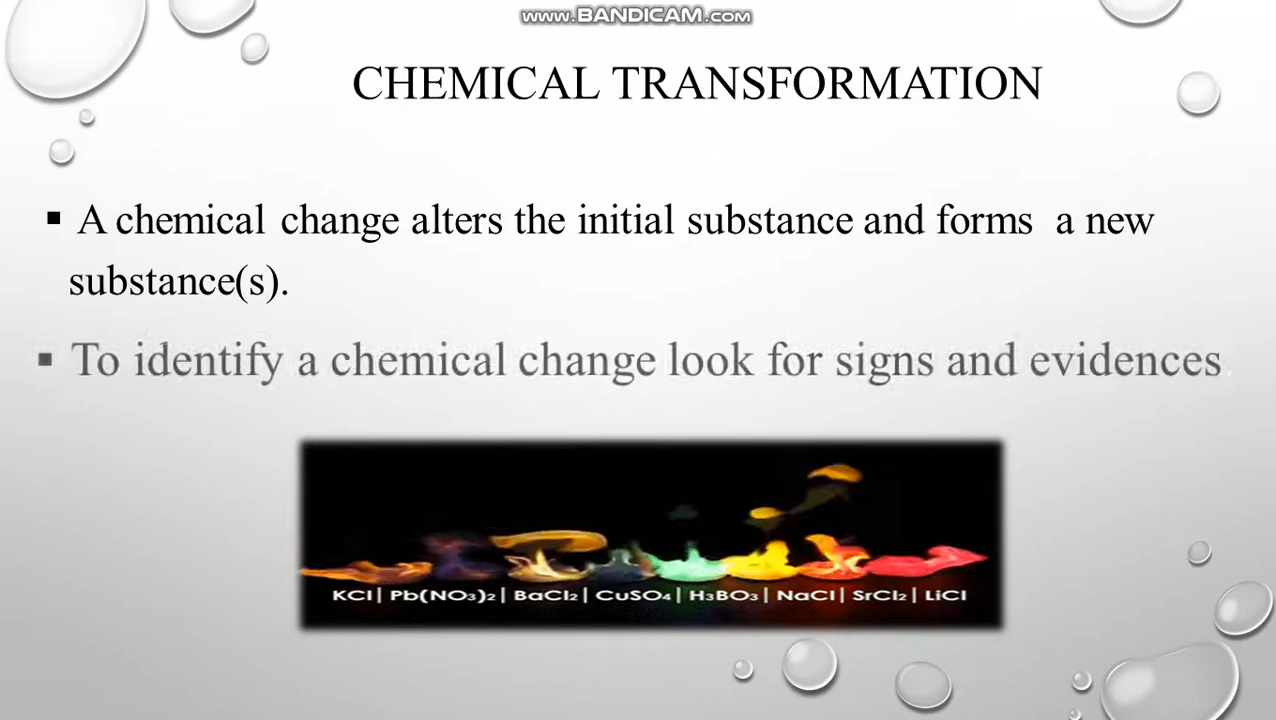 www.BANDICAM.com
CHEMICAL TRANSFORMATION
▪ A chemical change alters the initial substance and forms a new
substance(s).
▪ To identify a chemical change look for signs and evidences.
KCl| Pb(NO₃)₂| BaCl₂| CuSO₄| H₃BO₃| NaCl| SrCl₂| LiCl